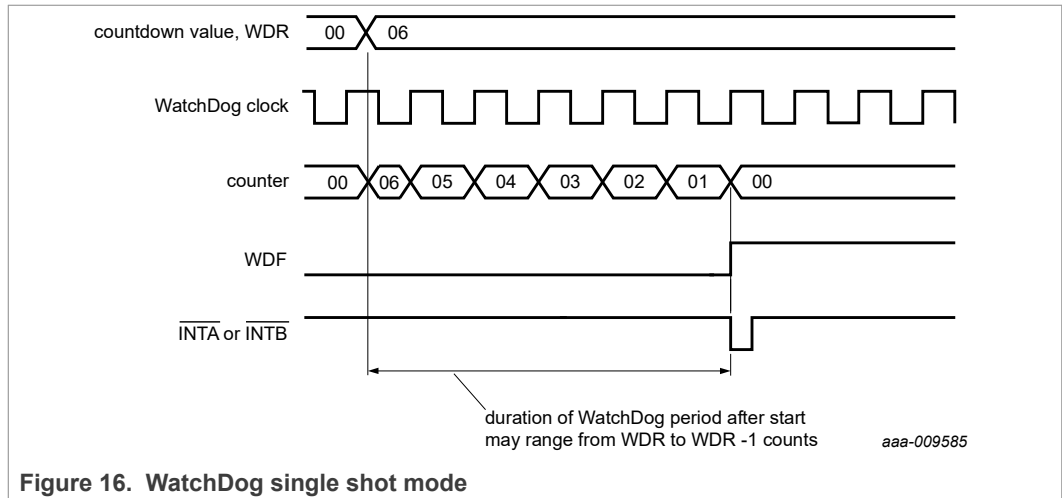 countdown value, WDR 00 06
WatchDog clock
counter 00 06 05 04 03 02 01 00
WDF
INTA or INTB
duration of WatchDog period after start
may range from WDR to WDR -1 counts
aaa-009585
Figure 16. WatchDog single shot mode